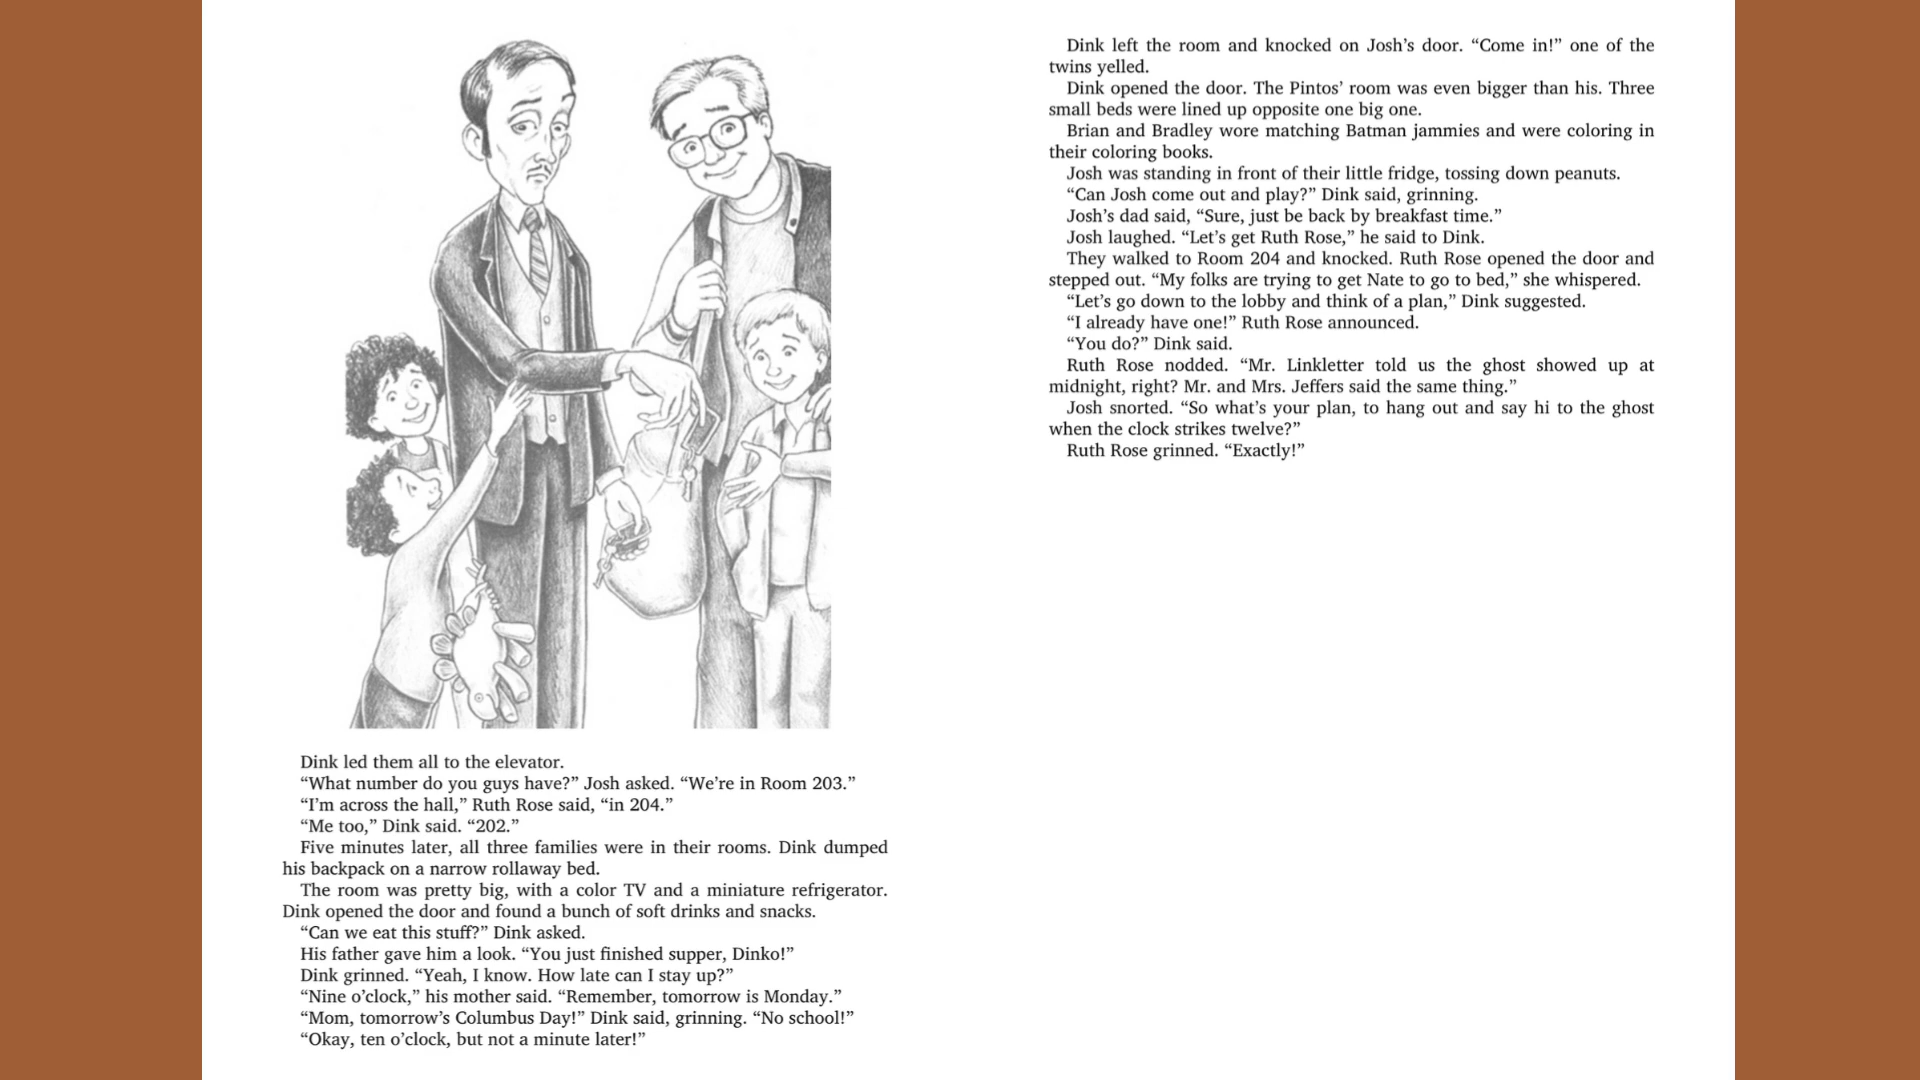 Dink led them all to the elevator.
“What number do you guys have?” Josh asked. “We’re in Room 203.”
“I’m across the hall,” Ruth Rose said, “in 204.”
“Me too,” Dink said. “202.”
Five minutes later, all three families were in their rooms. Dink dumped
his backpack on a narrow rollaway bed.
The room was pretty big, with a color TV and a miniature refrigerator.
Dink opened the door and found a bunch of soft drinks and snacks.
“Can we eat this stuff?” Dink asked.
His father gave him a look. “You just finished supper, Dinko!”
Dink grinned. “Yeah, I know. How late can I stay up?”
“Nine o’clock,” his mother said. “Remember, tomorrow is Monday.”
“Mom, tomorrow’s Columbus Day!” Dink said, grinning. “No school!”
“Okay, ten o’clock, but not a minute later!”
Dink left the room and knocked on Josh’s door. “Come in!” one of the
twins yelled.
Dink opened the door. The Pintos’ room was even bigger than his. Three
small beds were lined up opposite one big one.
Brian and Bradley wore matching Batman jammies and were coloring in
their coloring books.
Josh was standing in front of their little fridge, tossing down peanuts.
“Can Josh come out and play?” Dink said, grinning.
Josh’s dad said, “Sure, just be back by breakfast time.”
Josh laughed. “Let’s get Ruth Rose,” he said to Dink.
They walked to Room 204 and knocked. Ruth Rose opened the door and
stepped out. “My folks are trying to get Nate to go to bed,” she whispered.
“Let’s go down to the lobby and think of a plan,” Dink suggested.
“I already have one!” Ruth Rose announced.
“You do?” Dink said.
Ruth Rose nodded. “Mr. Linkletter told us the ghost showed up at
midnight, right? Mr. and Mrs. Jeffers said the same thing.”
Josh snorted. “So what’s your plan, to hang out and say hi to the ghost
when the clock strikes twelve?”
Ruth Rose grinned. “Exactly!”